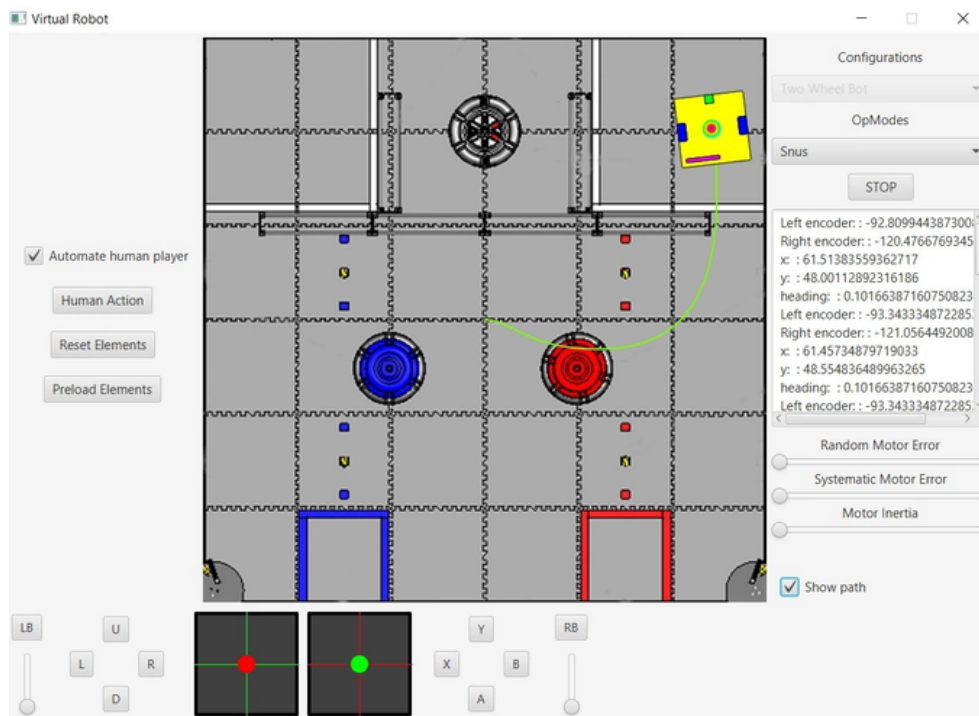 Virtual Robot
Configurations
Two Wheel Bot
OpModes
Snus
STOP
Left encoder: : -92.8099443873008
Right encoder: : -120.4766769345
x: : 61.51383559362717
y: : 48.00112892316186
heading: : 0.10166387160750823
Left encoder: : -93.343334872285
Right encoder: : -121.0564492008
x: : 61.45734879719033
y: : 48.554836489963265
heading: : 0.10166387160750823
Left encoder: : -93.343334872285
Automate human player
Human Action
Reset Elements
Preload Elements
Random Motor Error
Systematic Motor Error
Motor Inertia
Show path
LB
U
L
R
D
Y
X
B
A
RB